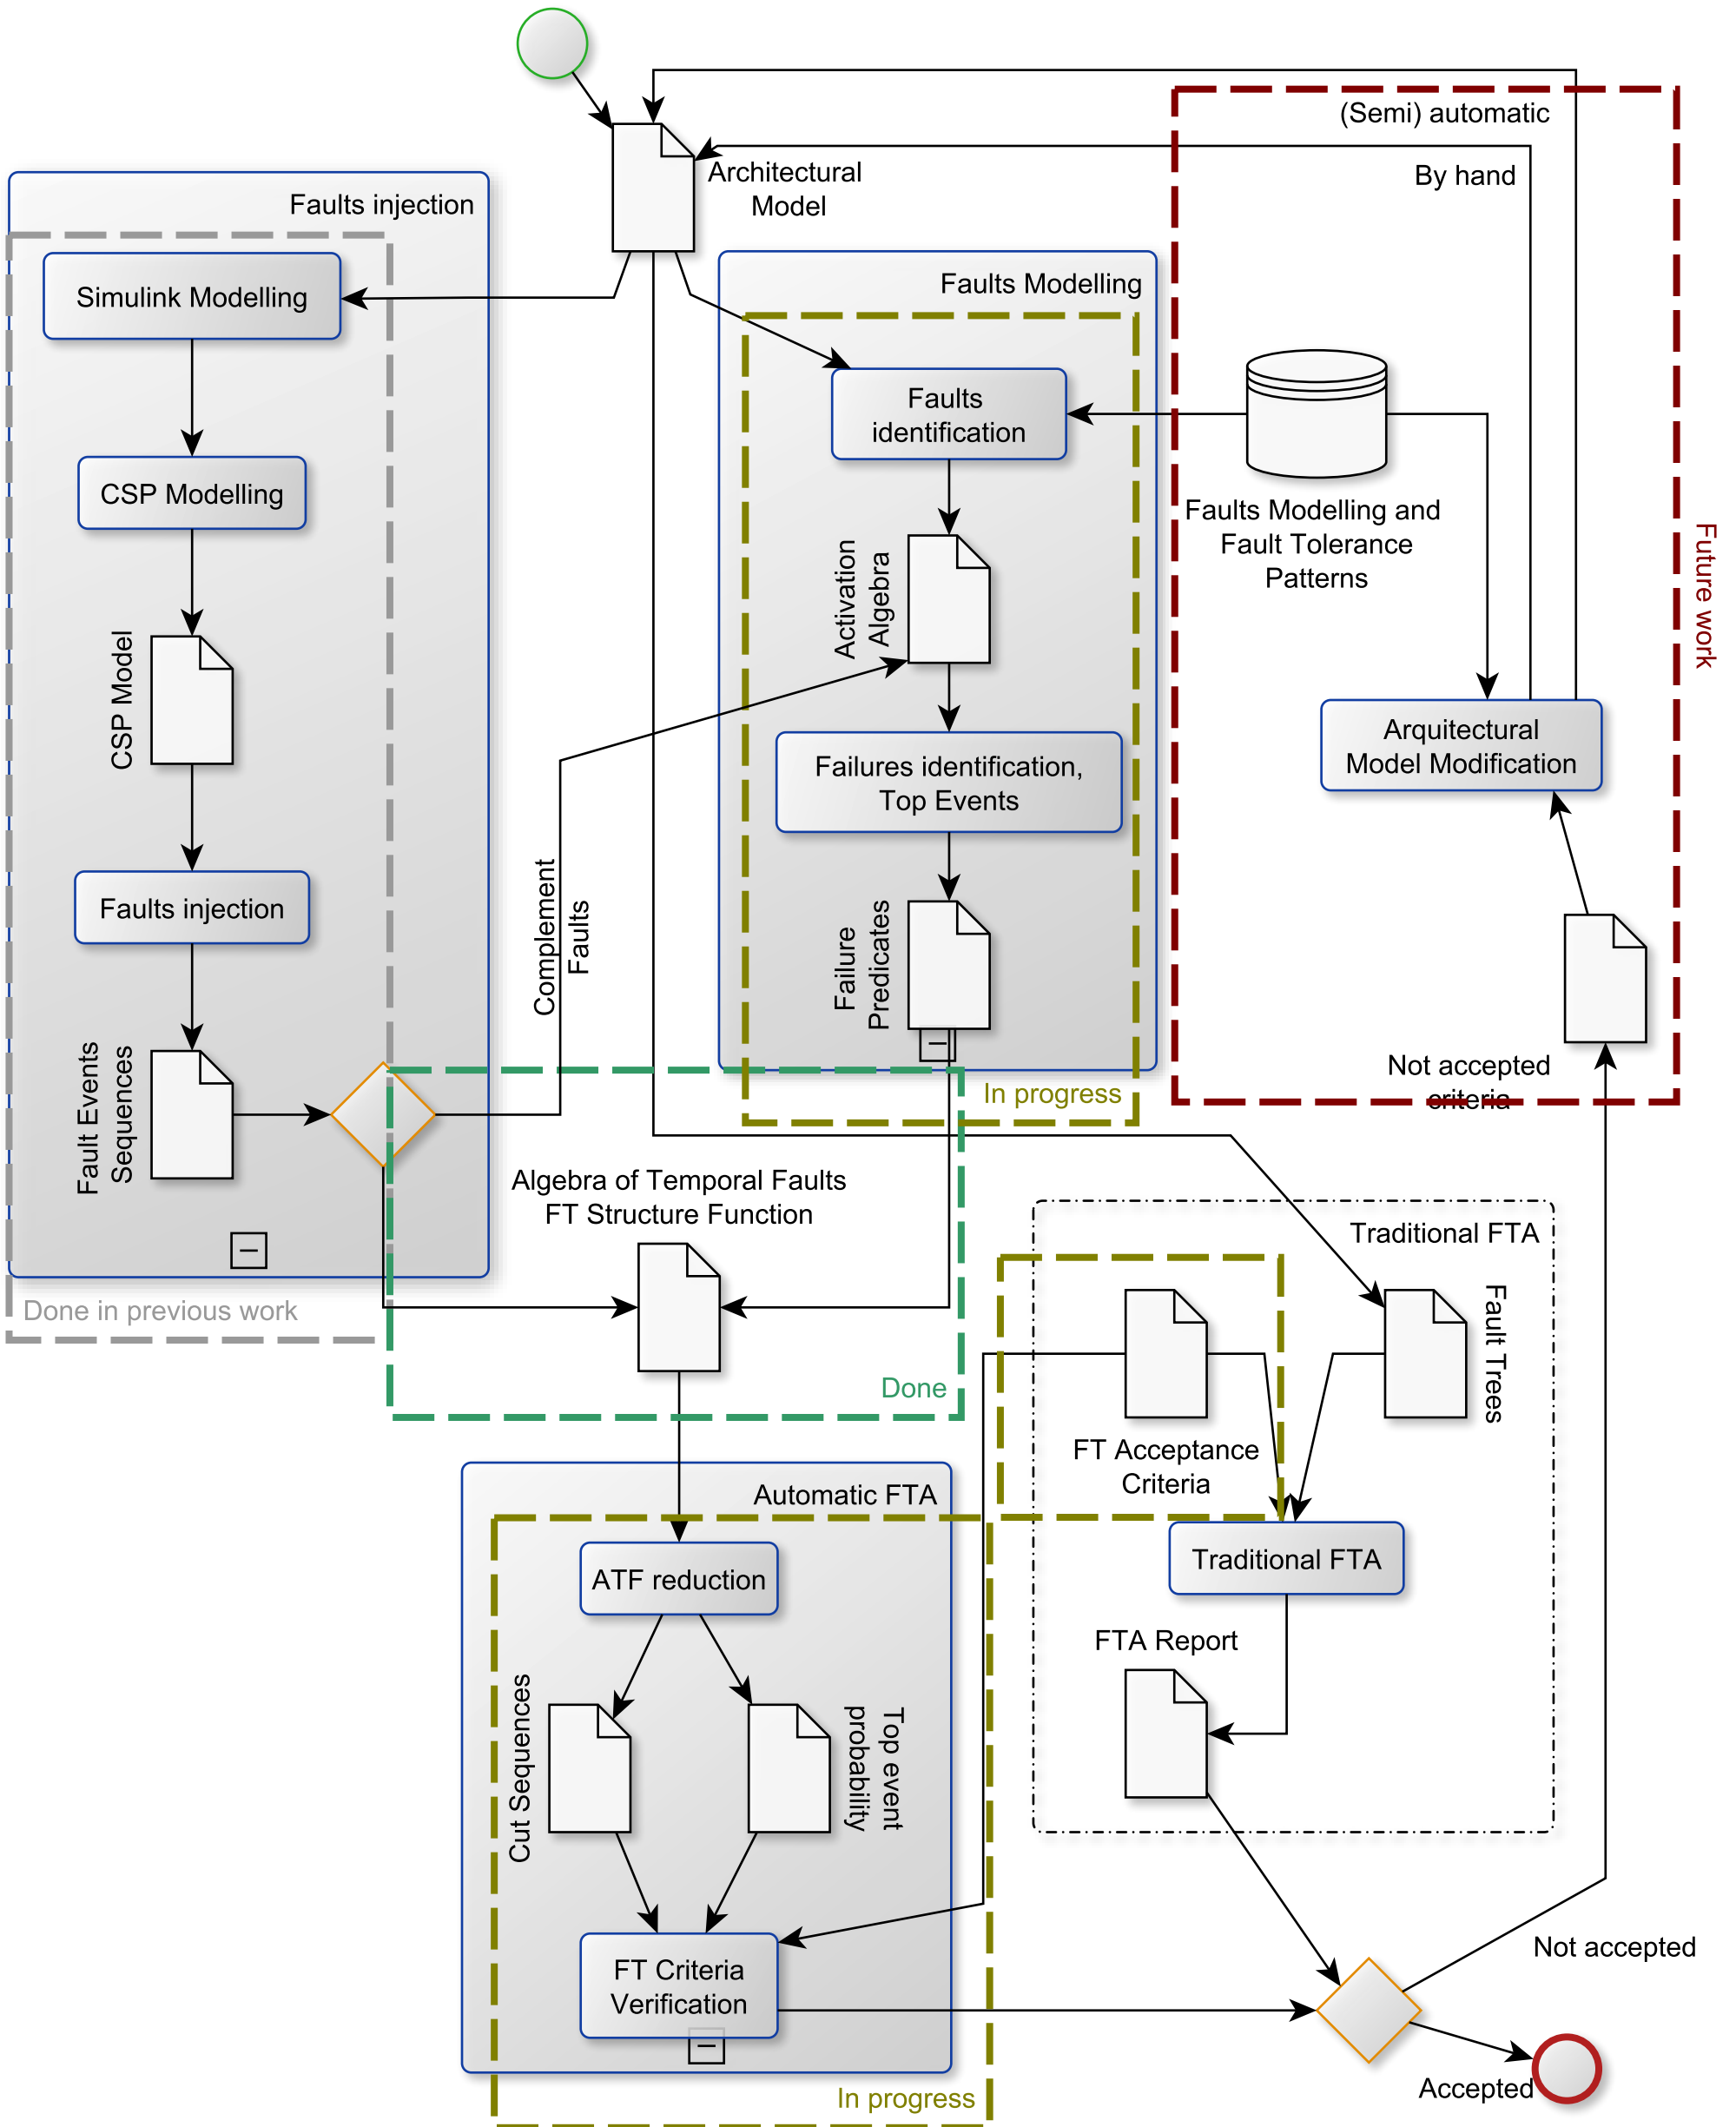 (Semi) automatic
By hand
Architectural
Model
Faults injection
Simulink Modelling
CSP Modelling
CSP Model
Faults injection
Fault Events
Sequences
Done in previous work
Complement
Faults
Faults Modelling
Faults
identification
Activation
Algebra
Failures identification,
Top Events
Failure
Predicates
In progress
Faults Modelling and
Fault Tolerance
Patterns
Future work
Arquitectural
Model Modification
Not accepted
criteria
Algebra of Temporal Faults
FT Structure Function
Done
Traditional FTA
Fault Trees
FT Acceptance
Criteria
Traditional FTA
FTA Report
Automatic FTA
ATF reduction
Cut Sequences
Top event
probability
FT Criteria
Verification
In progress
Not accepted
Accepted